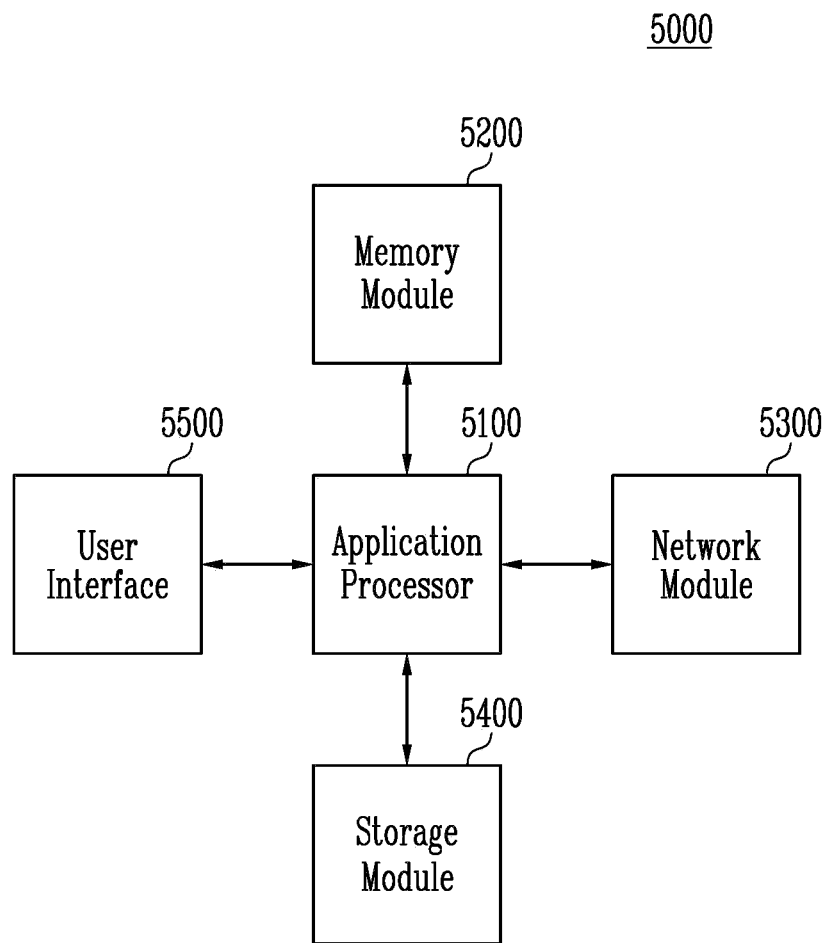 5000
5200
Memory
Module
5500
5100
5300
User
Interface
Application
Processor
Network
Module
5400
Storage
Module